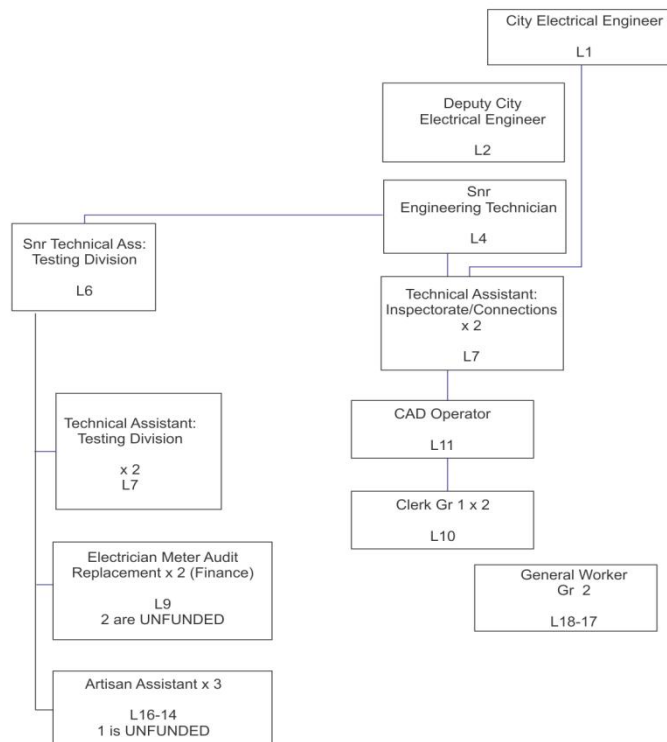 City Electrical Engineer
L1
Deputy City
Electrical Engineer
L2
Snr
Engineering Technician
L4
Snr Technical Ass:
Testing Division
L6
Technical Assistant:
Inspectorate/Connections
x 2
L7
Technical Assistant:
Testing Division
x 2
L7
CAD Operator
L11
Clerk Gr 1 x 2
L10
Electrician Meter Audit
Replacement x 2 (Finance)
L9
2 are UNFUNDED
General Worker
Gr 2
L18-17
Artisan Assistant x 3
L16-14
1 is UNFUNDED